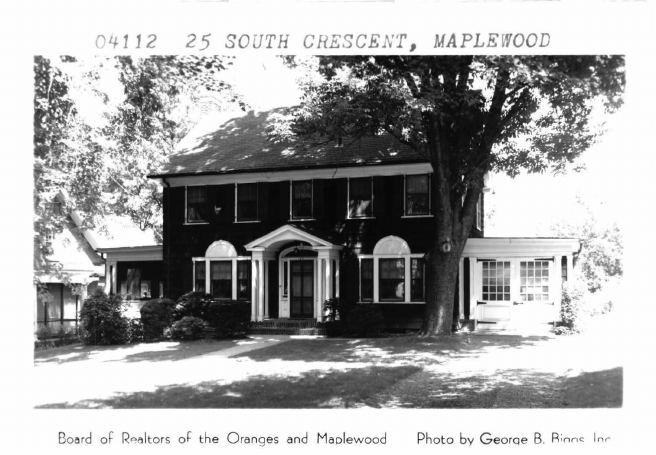 04112 25 SOUTH CRESCENT, MAPLEWOOD
Board of Realtors of the Oranges and Maplewood Photo by George B. Biggs Inc